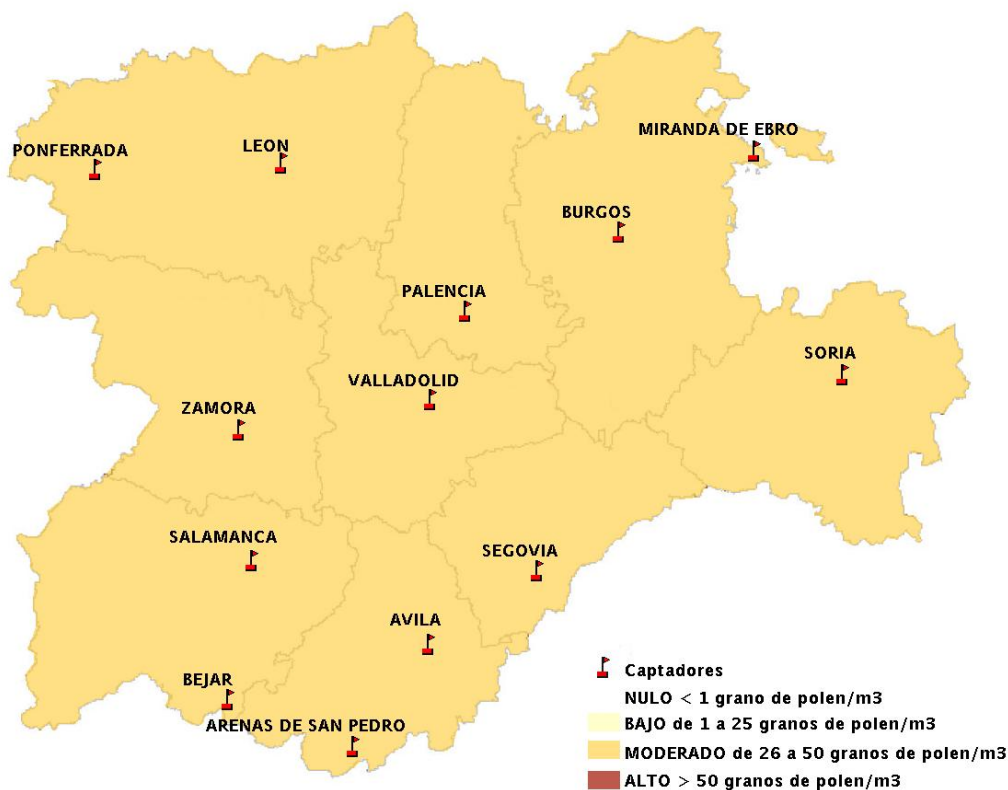 MIRANDA DE EBRO
PONFERRADA
LEON
BURGOS
PALENCIA
SORIA
VALLADOLID
ZAMORA
SALAMANCA
SEGOVIA
AVILA
BEJAR
ARENAS DE SAN PEDRO
Captadores
NULO < 1 grano de polen/m3
BAJO de 1 a 25 granos de polen/m3
MODERADO de 26 a 50 granos de polen/m3
ALTO > 50 granos de polen/m3